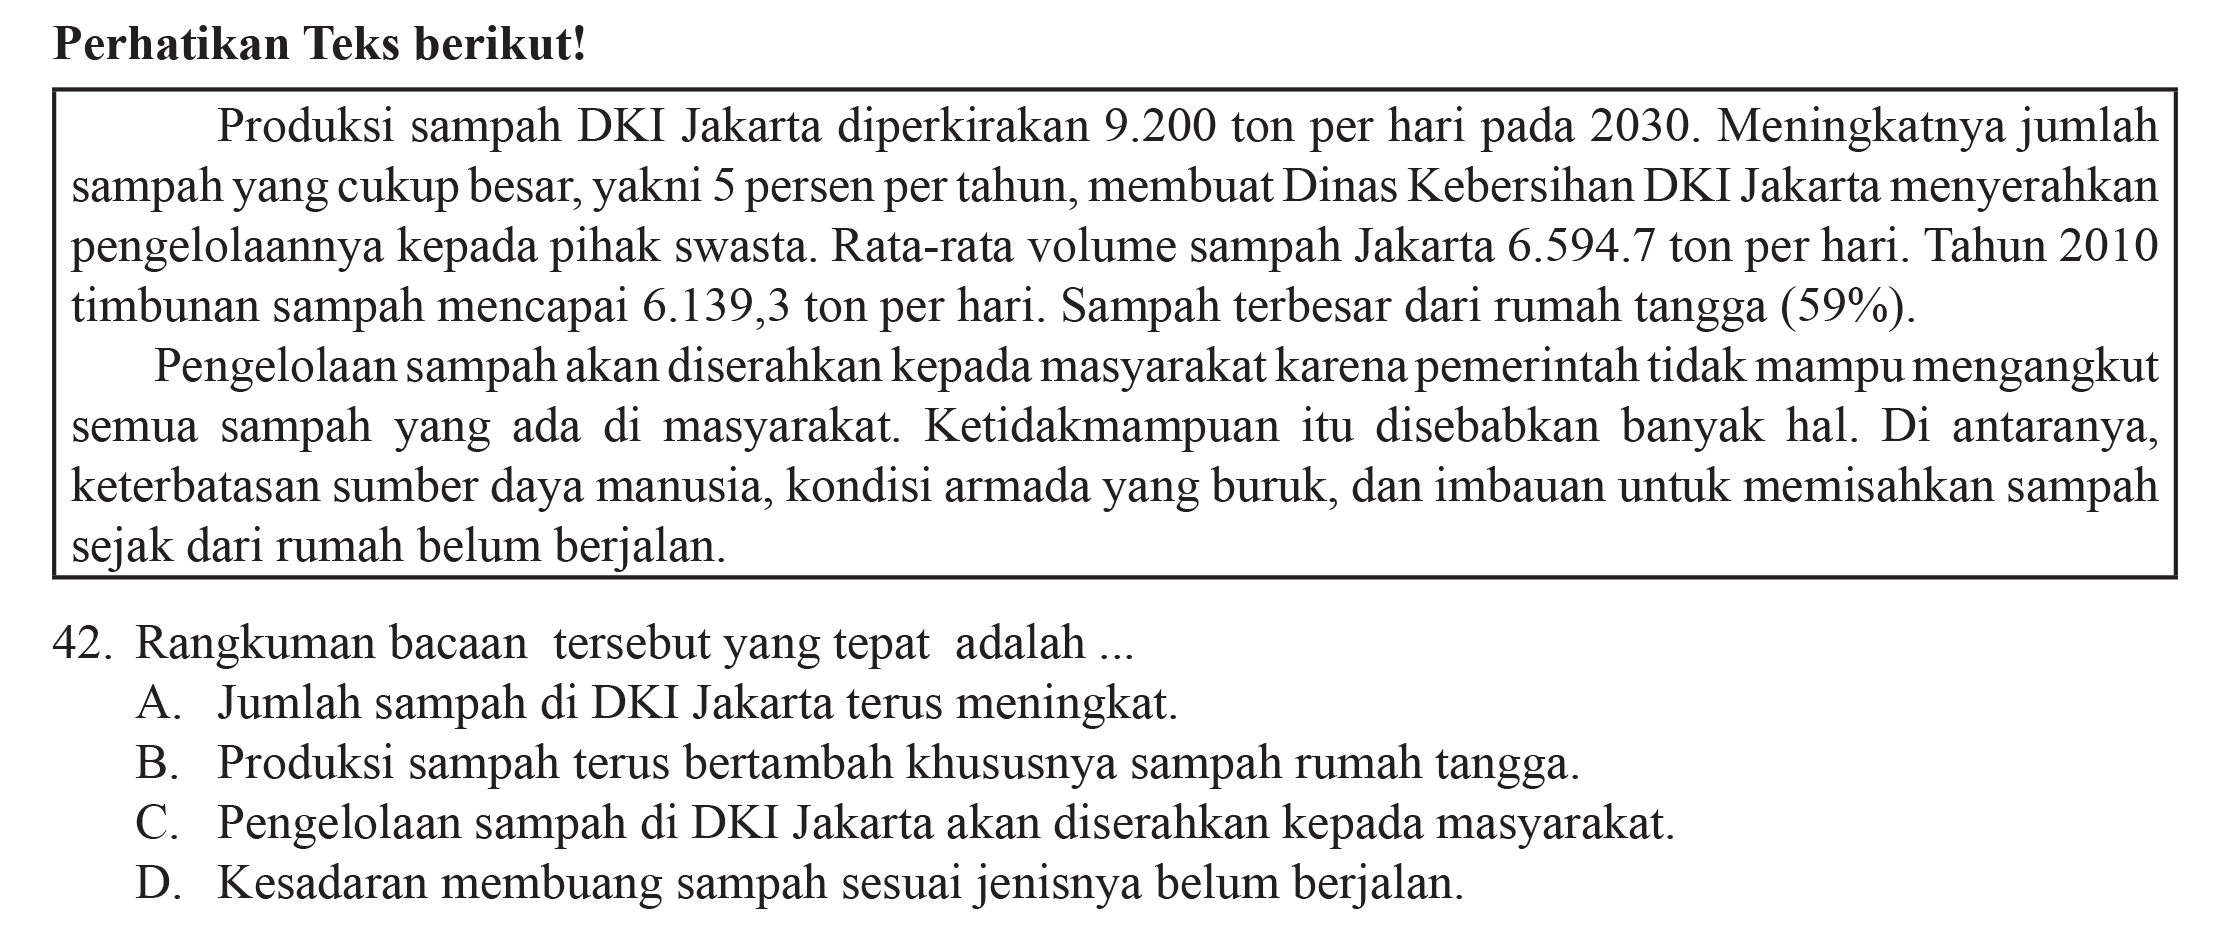 Perhatikan Teks berikut!
Produksi sampah DKI Jakarta diperkirakan 9.200 ton per hari pada 2030. Meningkatnya jumlah
sampah yang cukup besar, yakni 5 persen per tahun, membuat Dinas Kebersihan DKI Jakarta menyerahkan
pengelolaannya kepada pihak swasta. Rata-rata volume sampah Jakarta 6.594.7 ton per hari. Tahun 2010
timbunan sampah mencapai 6.139,3 ton per hari. Sampah terbesar dari rumah tangga (59%).
Pengelolaan sampah akan diserahkan kepada masyarakat karena pemerintah tidak mampu mengangkut
semua sampah yang ada di masyarakat. Ketidakmampuan itu disebabkan banyak hal. Di antaranya,
keterbatasan sumber daya manusia, kondisi armada yang buruk, dan imbauan untuk memisahkan sampah
sejak dari rumah belum berjalan.
42. Rangkuman bacaan tersebut yang tepat adalah ...
A. Jumlah sampah di DKI Jakarta terus meningkat.
B. Produksi sampah terus bertambah khususnya sampah rumah tangga.
C. Pengelolaan sampah di DKI Jakarta akan diserahkan kepada masyarakat.
D. Kesadaran membuang sampah sesuai jenisnya belum berjalan.